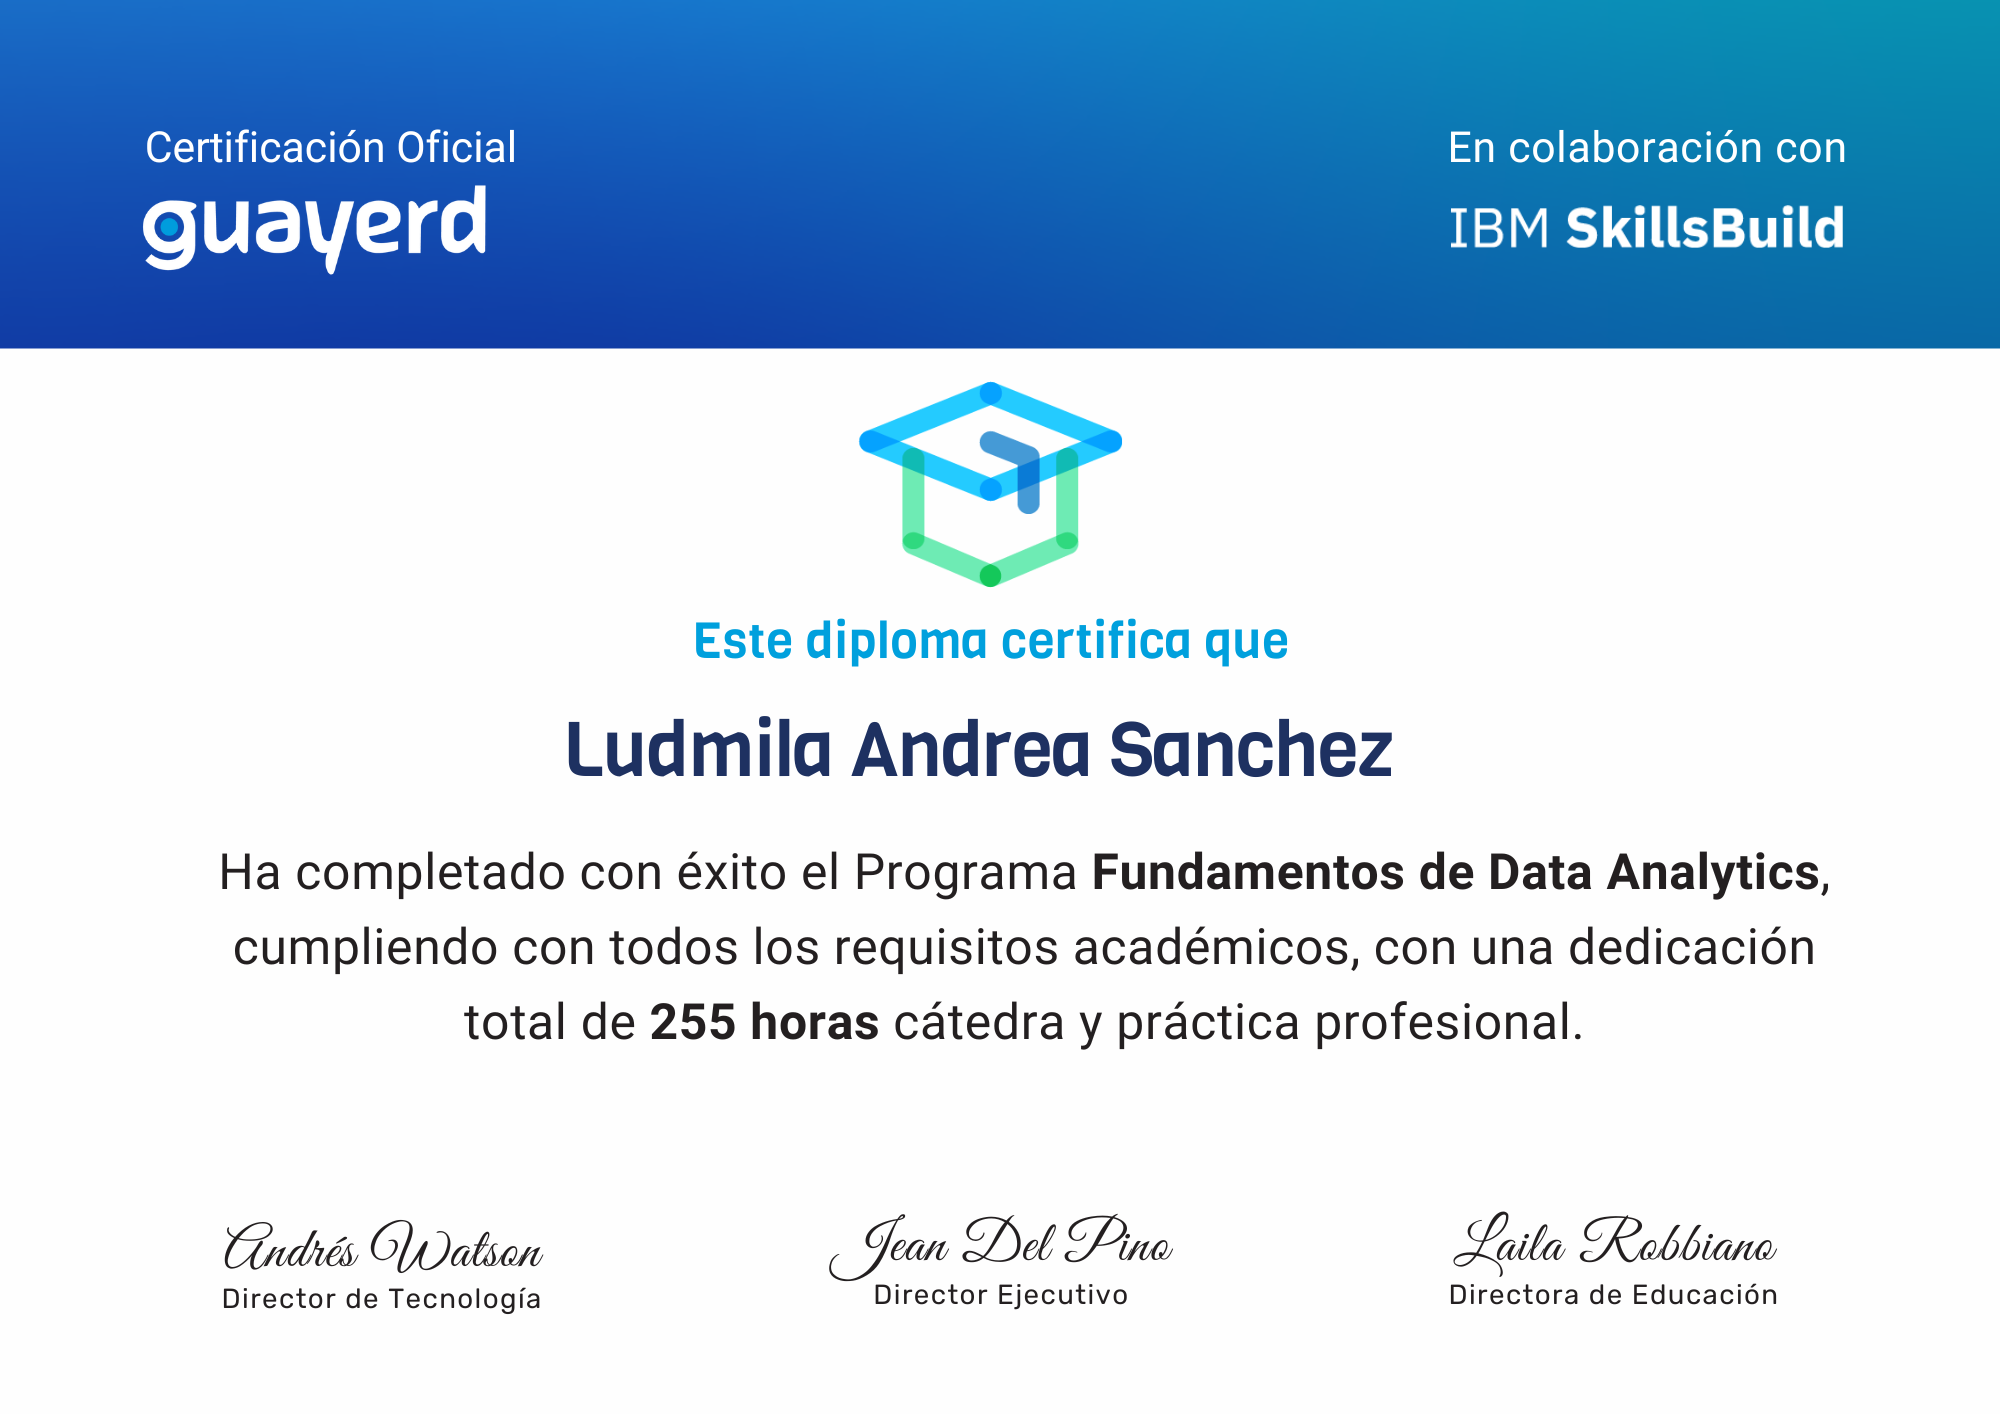 Certificación Oficial
guayerd
En colaboración con
IBM SkillsBuild
Este diploma certifica que
Ludmila Andrea Sanchez
Ha completado con éxito el Programa Fundamentos de Data Analytics,
cumpliendo con todos los requisitos académicos, con una dedicación
total de 255 horas cátedra y práctica profesional.
Andrés Watson
Director de Tecnología
Jean Del Pino
Director Ejecutivo
Laila Robbiano
Directora de Educación